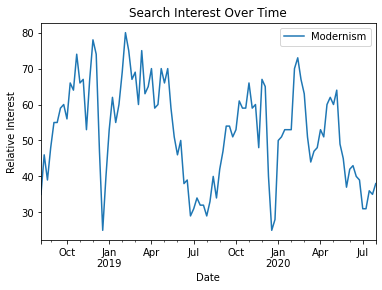 Search Interest Over Time
Modernism
Relative Interest
80
70
60
50
40
30
Oct
Jan
2019
Apr
Jul
Oct
Jan
2020
Apr
Jul
Date